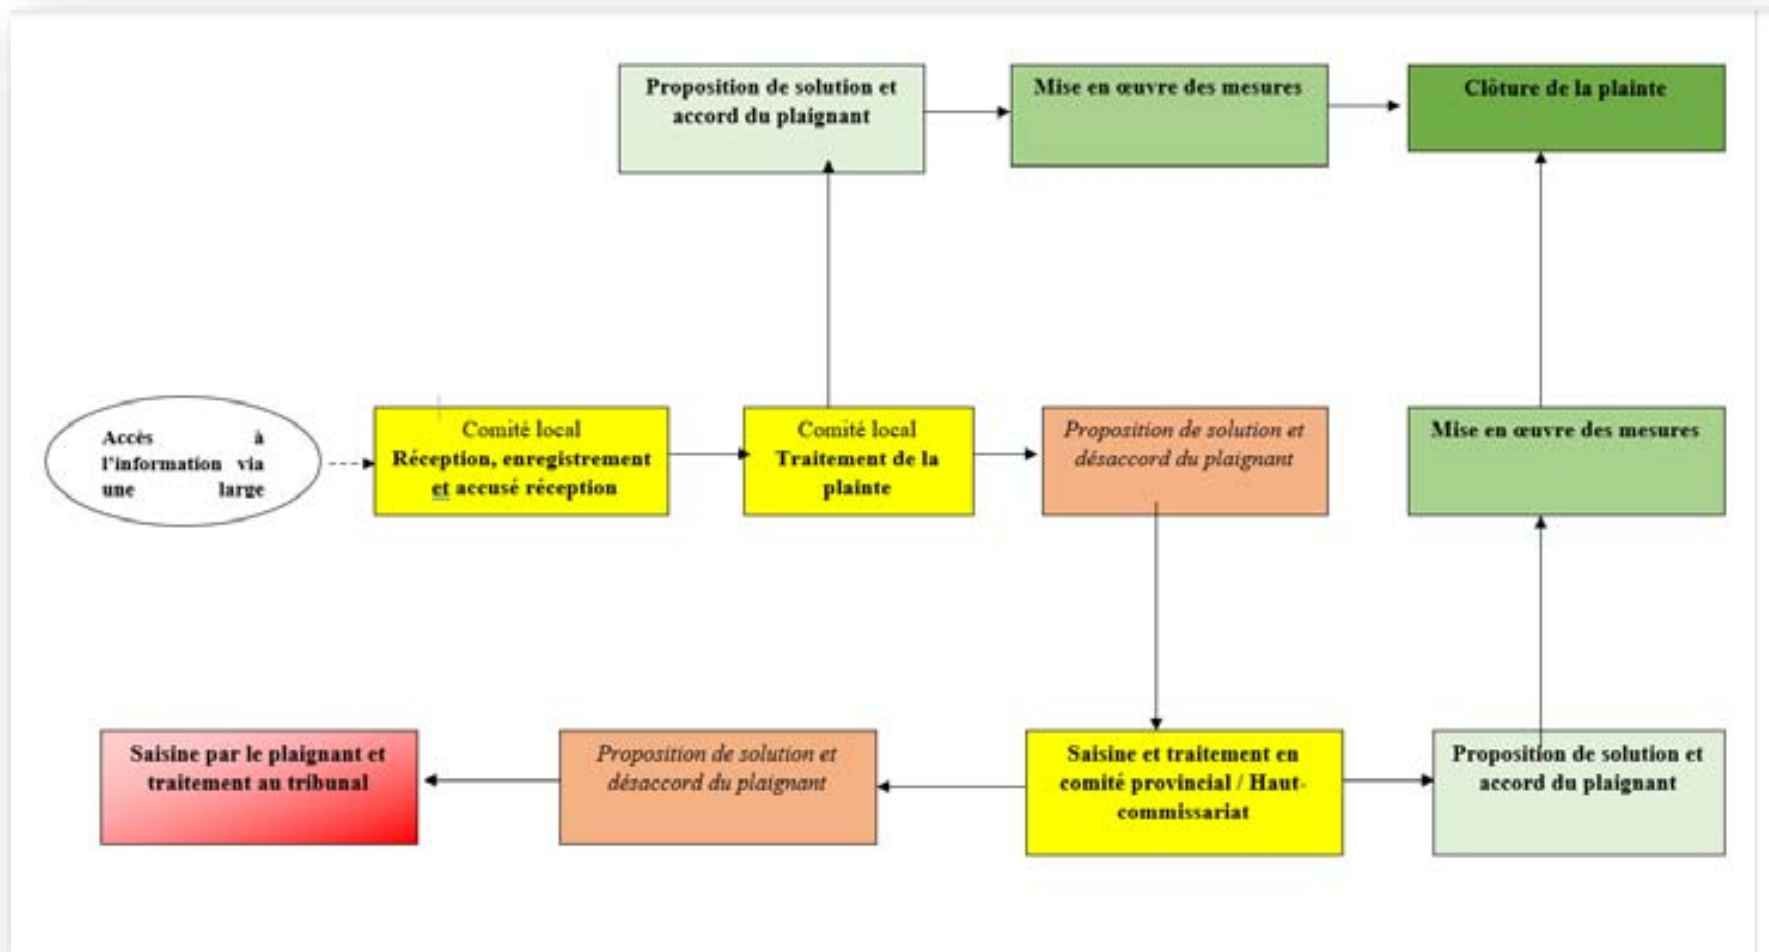 Proposition de solution et
accord du plaignant
Mise en œuvre des mesures
Clôture de la plainte
Accès à
l'information via
une large
Comité local
Réception, enregistrement
et accusé réception
Comité local
Traitement de la
plainte
Proposition de solution et
désaccord du plaignant
Mise en œuvre des mesures
Saisine par le plaignant et
traitement au tribunal
Proposition de solution et
désaccord du plaignant
Saisine et traitement en
comité provincial / Haut-
commissariat
Proposition de solution et
accord du plaignant